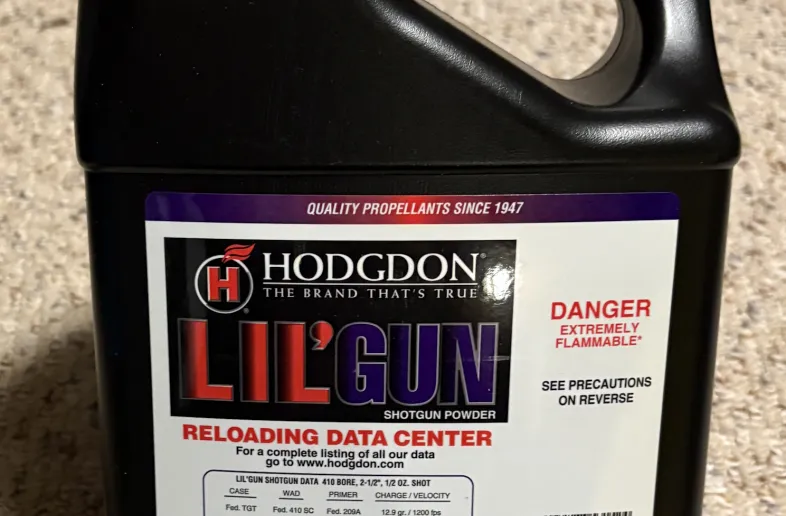 QUALITY PROPELLANTS SINCE 1947
H
HODGDON®
THE BRAND THAT'S TRUE
®
LIL'GUN
SHOTGUN POWDER
DANGER
EXTREMELY
FLAMMABLE*
SEE PRECAUTIONS
ON REVERSE
RELOADING DATA CENTER
For a complete listing of all our data
go to www.hodgdon.com
LIL'GUN SHOTGUN DATA 410 BORE, 2-1/2", 1/2 OZ. SHOT
CASE WAD PRIMER CHARGE / VELOCITY
Fed. TGT Fed. 410 SC Fed. 209A 12.9 gr. / 1200 fps